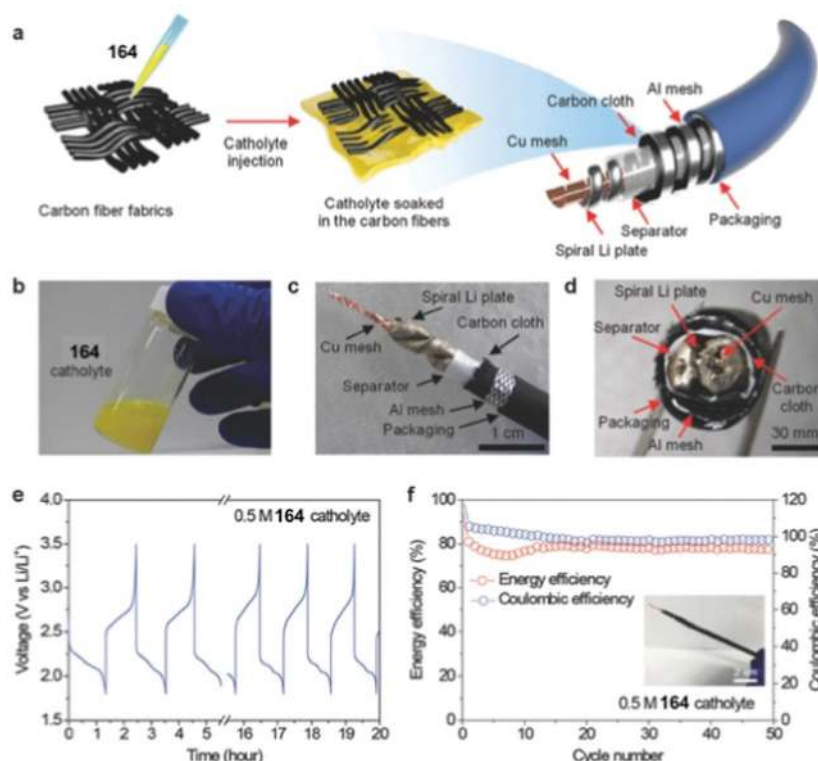 a
164
Catholyte
injection
Carbon fiber fabrics
Catholyte soaked
in the carbon fibers
Cu mesh
Carbon cloth
Al mesh
Spiral Li plate
Separator
Packaging
b
164
catholyte
c
Spiral Li plate
Carbon cloth
Cu mesh
Separator
Al mesh
Packaging
1 cm
d
Spiral Li plate
Cu mesh
Separator
Carbon
cloth
Packaging
Al mesh
30 mm
e
0.5 M 164 catholyte
Voltage (V vs Li/Li⁺)
4.0
3.5
3.0
2.5
2.0
1.5
0 1 2 3 4 5 16 17 18 19 20
Time (hour)
f
Energy efficiency (%)
100
80
60
40
20
0
Energy efficiency
Coulombic efficiency
0.5 M 164 catholyte
120
100
80
60
40
20
0
Coulombic efficiency (%)
0 10 20 30 40 50
Cycle number